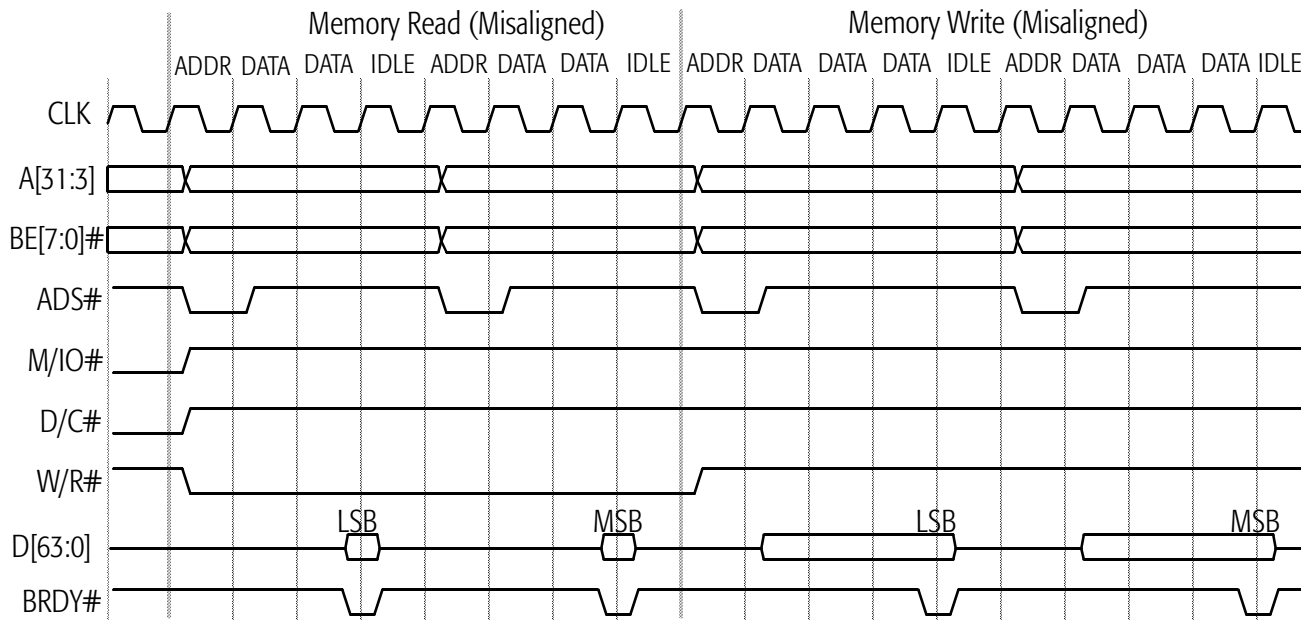 Memory Read (Misaligned) Memory Write (Misaligned)
ADDR DATA DATA IDLE ADDR DATA DATA IDLE ADDR DATA DATA DATA IDLE ADDR DATA DATA DATA IDLE
CLK
A[31:3]
BE[7:0]#
ADS#
M/IO#
D/C#
W/R#
LSB MSB LSB MSB
D[63:0]
BRDY#